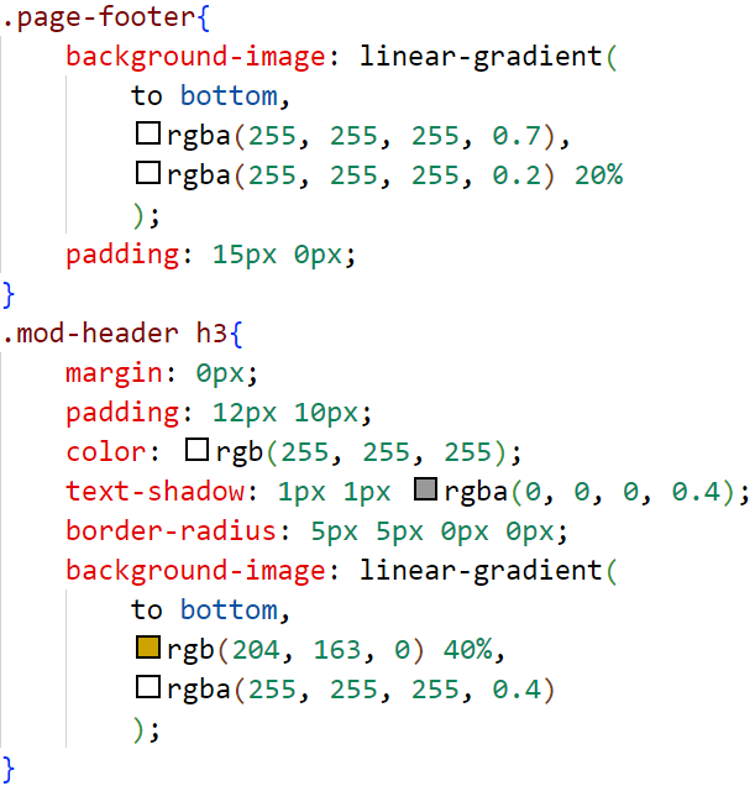 .page-footer{
    background-image: linear-gradient(
        to bottom,
        rgba(255, 255, 255, 0.7),
        rgba(255, 255, 255, 0.2) 20%
        );
    padding: 15px 0px;
}
.mod-header h3{
    margin: 0px;
    padding: 12px 10px;
    color: rgb(255, 255, 255);
    text-shadow: 1px 1px rgba(0, 0, 0, 0.4);
    border-radius: 5px 5px 0px 0px;
    background-image: linear-gradient(
        to bottom,
        rgb(204, 163, 0) 40%,
        rgba(255, 255, 255, 0.4)
        );
}